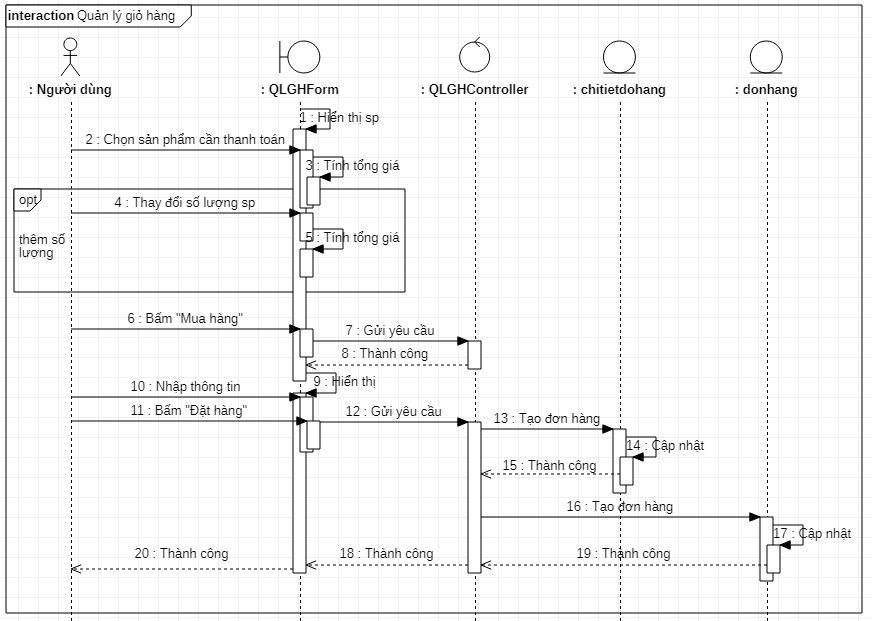 interaction Quản lý giỏ hàng
: Người dùng
: QLGHForm
: QLGHController
: chitietdohang
: donhang
1 : Hiển thị sp
2 : Chọn sản phẩm cần thanh toán
3 : Tính tổng giá
opt
4 : Thay đổi số lượng sp
thêm số
lượng
5 : Tính tổng giá
6 : Bấm "Mua hàng"
7 : Gửi yêu cầu
8 : Thành công
9 : Hiển thị
10 : Nhập thông tin
11 : Bấm "Đặt hàng"
12 : Gửi yêu cầu
13 : Tạo đơn hàng
14 : Cập nhật
15 : Thành công
16 : Tạo đơn hàng
17 : Cập nhật
20 : Thành công
18 : Thành công
19 : Thành công